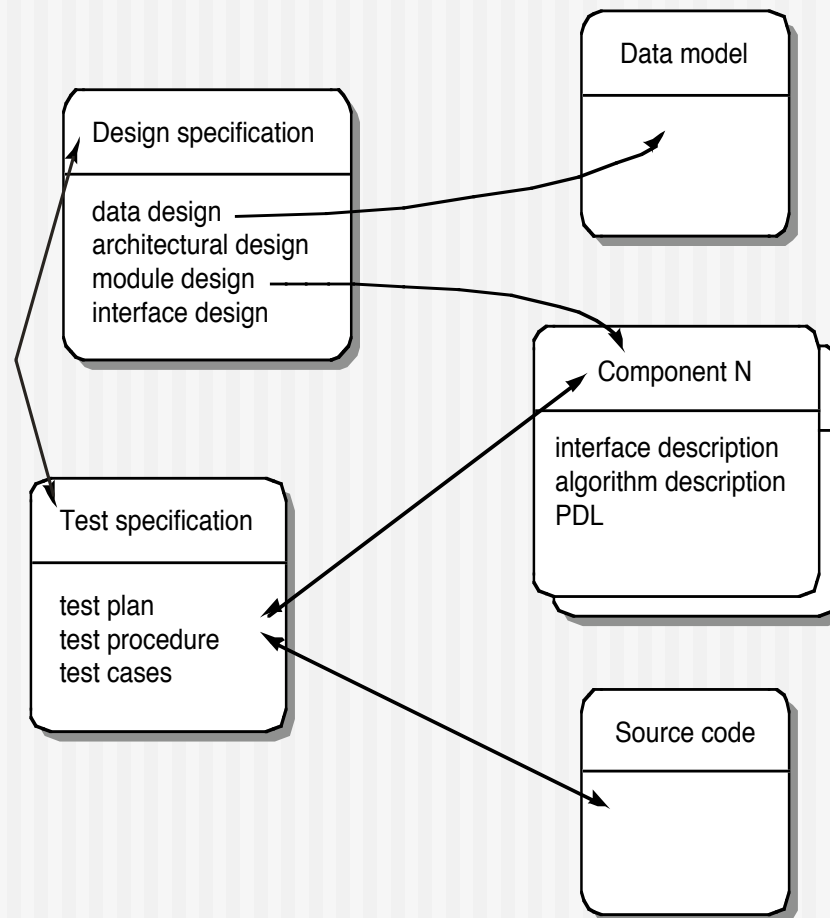 Data model
Design specification
data design
architectural design
module design
interface design
Component N
interface description
algorithm description
PDL
Test specification
test plan
test procedure
test cases
Source code